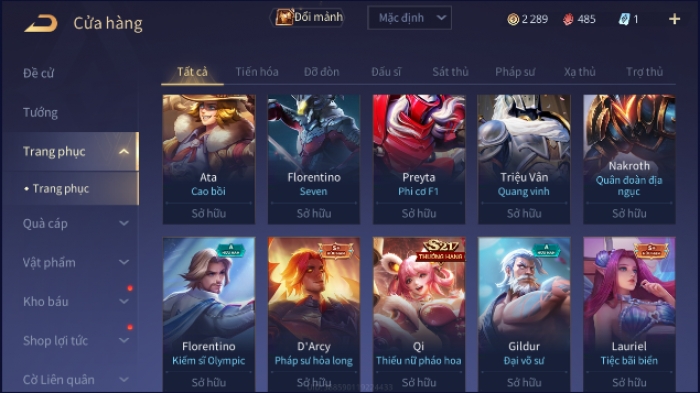 Cửa hàng
Đổi mảnh
Mặc định
2 289
485
1
Đề cử
Tướng
Trang phục
Trang phục
Quà cáp
Vật phẩm
Kho báu
Shop lợi tức
Cờ Liên quân
Tất cả Tiến hóa Đỡ đòn Đấu sĩ Sát thủ Pháp sư Xạ thủ Trợ thủ
Ata
Cao bồi
Sở hữu
Florentino
Seven
Sở hữu
Preyta
Phi cơ F1
Sở hữu
Triệu Vân
Quang vinh
Sở hữu
Nakroth
Quân đoàn địa
ngục
Sở hữu
A
Florentino
Kiếm sĩ Olympic
Sở hữu
S+
D'Arcy
Pháp sư hỏa long
Sở hữu
S21
THƯỞNG HẠNG
Qi
Thiếu nữ pháo hoa
Sở hữu
A
Gildur
Đại võ sư
Sở hữu
S+
Lauriel
Tiệc bãi biển
Sở hữu